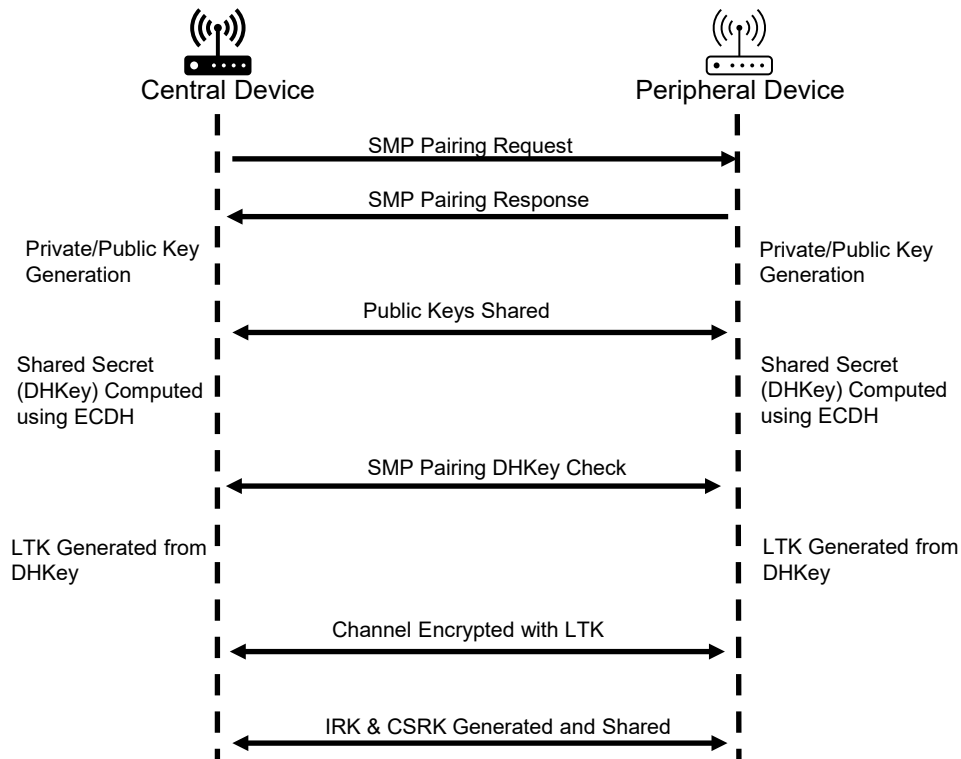 Central Device
Peripheral Device
SMP Pairing Request
SMP Pairing Response
Private/Public Key
Generation
Private/Public Key
Generation
Public Keys Shared
Shared Secret
(DHKey) Computed
using ECDH
Shared Secret
(DHKey) Computed
using ECDH
SMP Pairing DHKey Check
LTK Generated from
DHKey
LTK Generated from
DHKey
Channel Encrypted with LTK
IRK & CSRK Generated and Shared